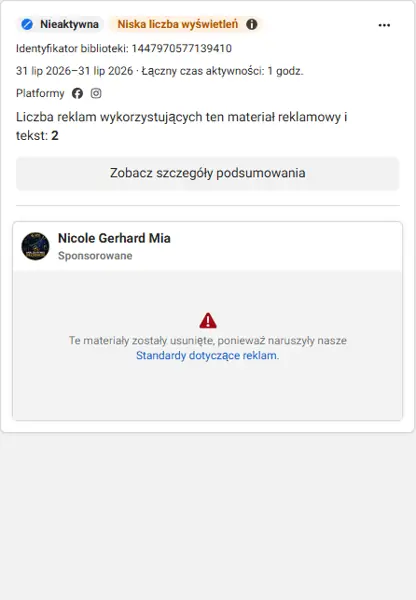 Nieaktywna Niska liczba wyświetleń
Identyfikator biblioteki: 1447970577139410
31 lip 2026–31 lip 2026 · Łączny czas aktywności: 1 godz.
Platformy
Liczba reklam wykorzystujących ten materiał reklamowy i
tekst: 2
Zobacz szczegóły podsumowania
Nicole Gerhard Mia
Sponsorowane
Te materiały zostały usunięte, ponieważ naruszyły nasze
Standardy dotyczące reklam.